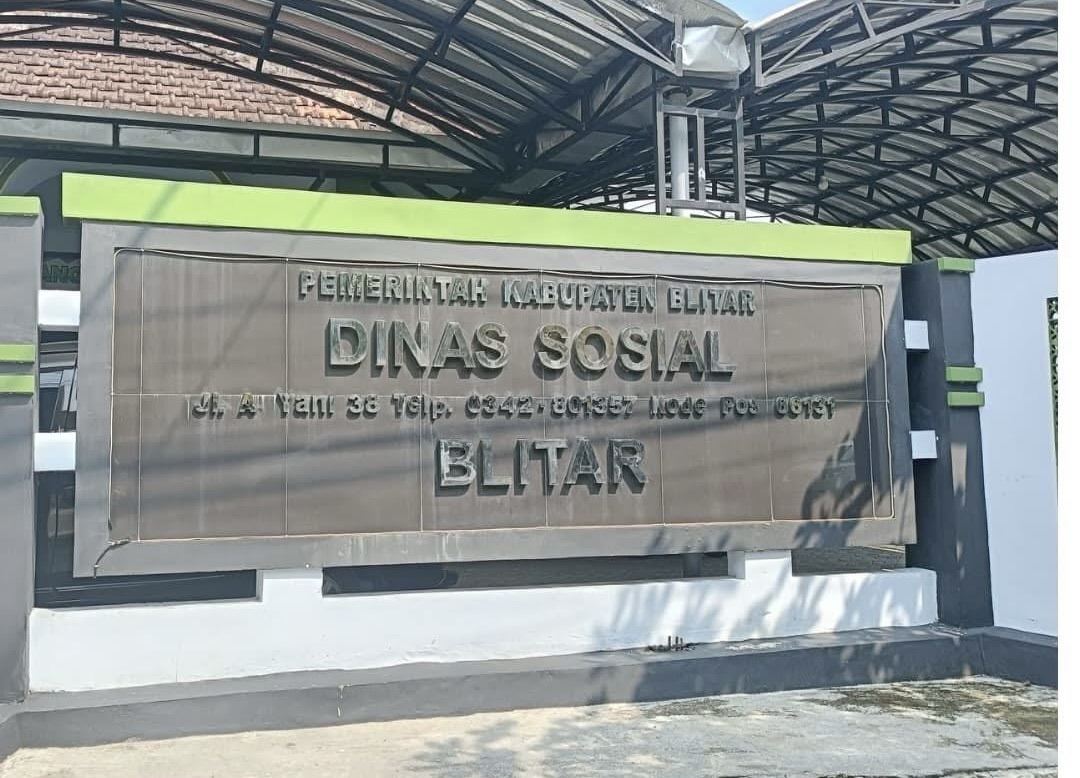 PEMERINTAH KABUPATEN BLITAR
DINAS SOSIAL
Jl. A. Yani 38 Telp. 0342-801357 Kode Pos 66131
BLITAR